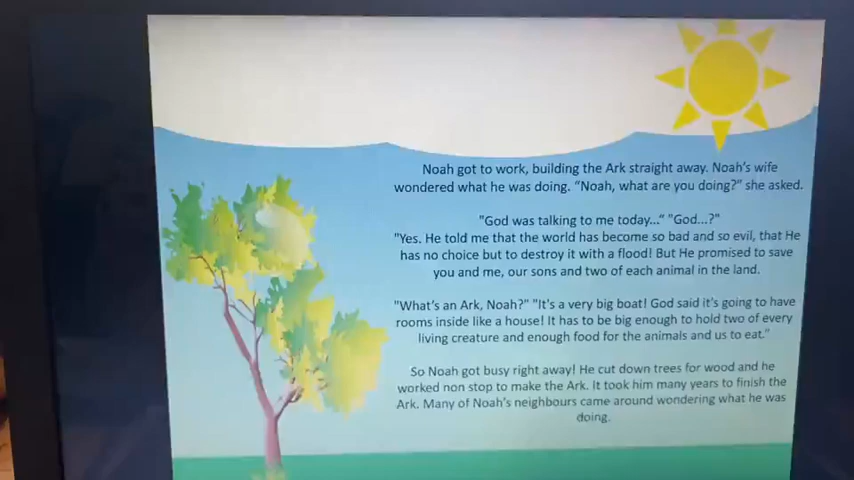 Noah got to work, building the Ark straight away. Noah's wife
wondered what he was doing. "Noah, what are you doing?" she asked.
"God was talking to me today..." "God...?"
"Yes. He told me that the world has become so bad and so evil, that He
has no choice but to destroy it with a flood! But He promised to save
you and me, our sons and two of each animal in the land.
"What's an Ark, Noah?" "It's a very big boat! God said it's going to have
rooms inside like a house! It has to be big enough to hold two of every
living creature and enough food for the animals and us to eat."
So Noah got busy right away! He cut down trees for wood and he
worked non stop to make the Ark. It took him many years to finish the
Ark. Many of Noah's neighbours came around wondering what he was
doing.